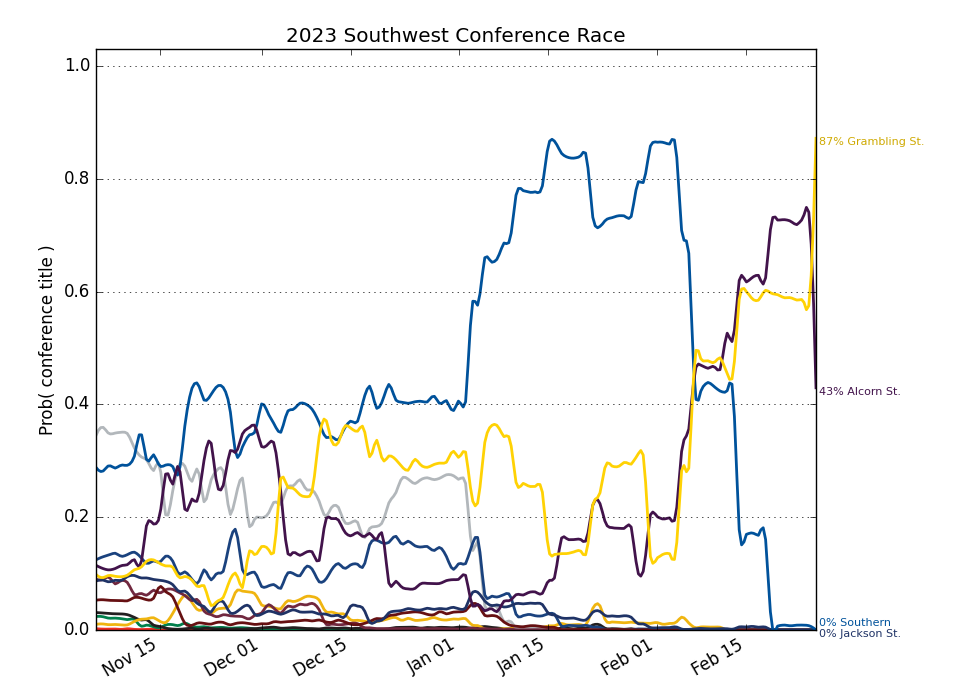 2023 Southwest Conference Race
Prob( conference title )
1.0
0.8
0.6
0.4
0.2
0.0
87% Grambling St.
43% Alcorn St.
0% Southern
0% Jackson St.
Nov 15
Dec 01
Dec 15
Jan 01
Jan 15
Feb 01
Feb 15